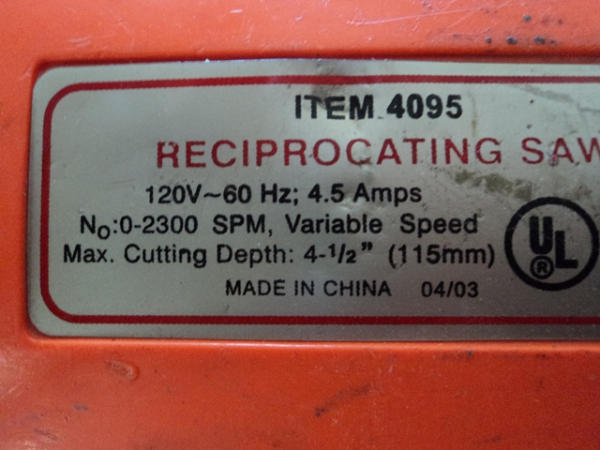 ITEM 4095
RECIPROCATING SAW
120V~60 Hz; 4.5 Amps
No:0-2300 SPM, Variable Speed
Max. Cutting Depth: 4-1/2" (115mm)
UL
®
MADE IN CHINA 04/03